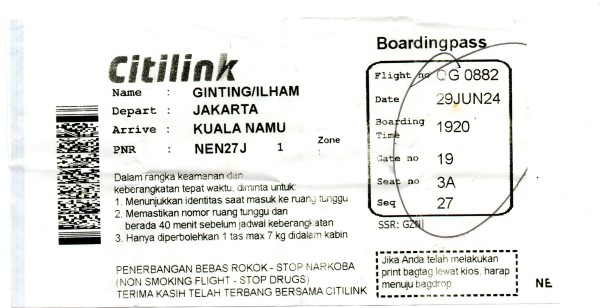 Boardingpass
Citilink
Name : GINTING/ILHAM
Depart : JAKARTA
Arrive : KUALA NAMU
PNR : NEN27J 1 Zone :
Flight no QG 0882
Date 29JUN24
Boarding Time 1920
Gate no 19
Seat no 3A
Seq 27
SSR:
Dalam rangka keamanan dan
keberangkatan tepat waktu, diminta untuk:
1. Menunjukkan identitas saat masuk ke ruang tunggu
2. Memastikan nomor ruang tunggu dan
berada 40 menit sebelum jadwal keberangkatan
3. Hanya diperbolehkan 1 tas max 7 kg didalam kabin
Jika Anda telah melakukan
print bagtag lewat kios, harap
menuju bagdrop
NE
PENERBANGAN BEBAS ROKOK - STOP NARKOBA
(NON SMOKING FLIGHT - STOP DRUGS)
TERIMA KASIH TELAH TERBANG BERSAMA CITILINK